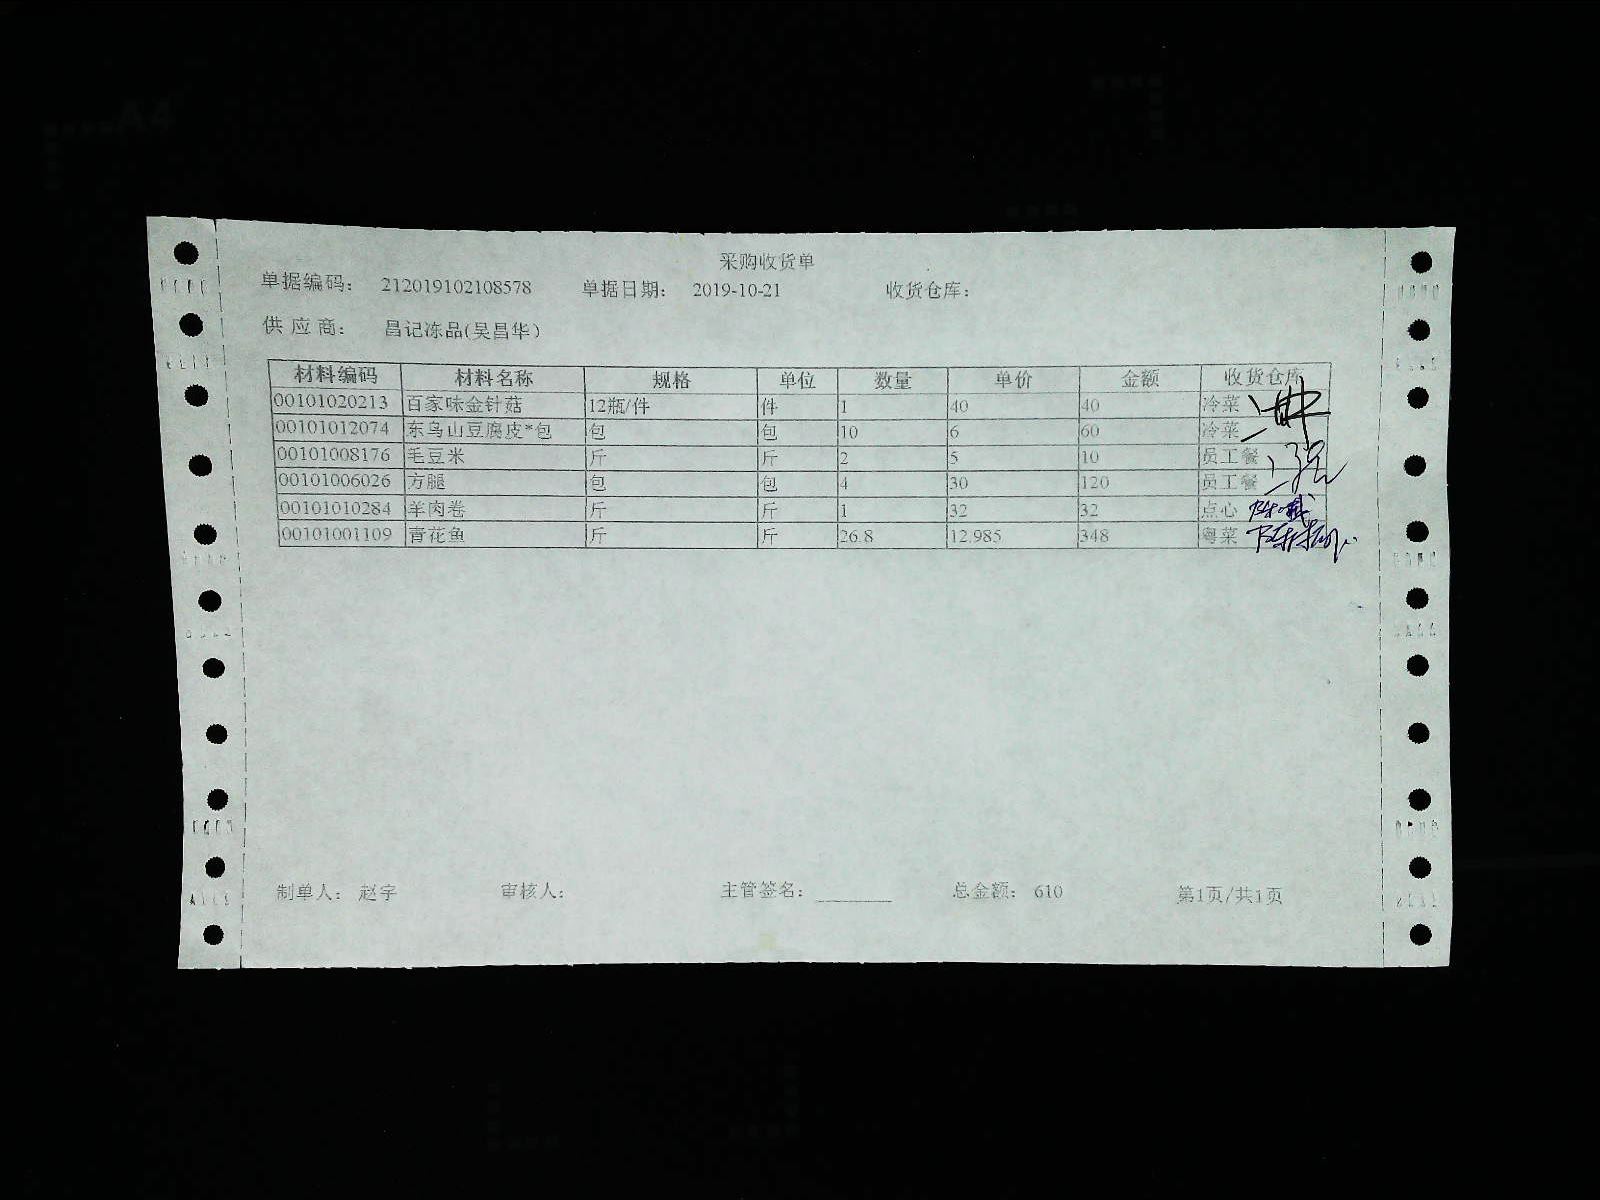 采购收货单
单据编码： 212019102108578 单据日期： 2019-10-21 收货仓库：
供 应 商： 昌记冻品(吴昌华)
材料编码 材料名称 规格 单位 数量 单价 金额 收货仓库
00101020213 百家味金针菇 12瓶/件 件 1 40 40 冷菜
00101012074 东乌山豆腐皮*包 包 包 10 6 60 冷菜
00101008176 毛豆米 斤 斤 2 5 10 员工餐
00101006026 方腿 包 包 4 30 120 员工餐
00101010284 羊肉卷 斤 斤 1 32 32 点心
00101001109 青花鱼 斤 斤 26.8 12.985 348 粤菜
制单人： 赵字 审核人： 主管签名： 总金额： 610 第1页/共1页